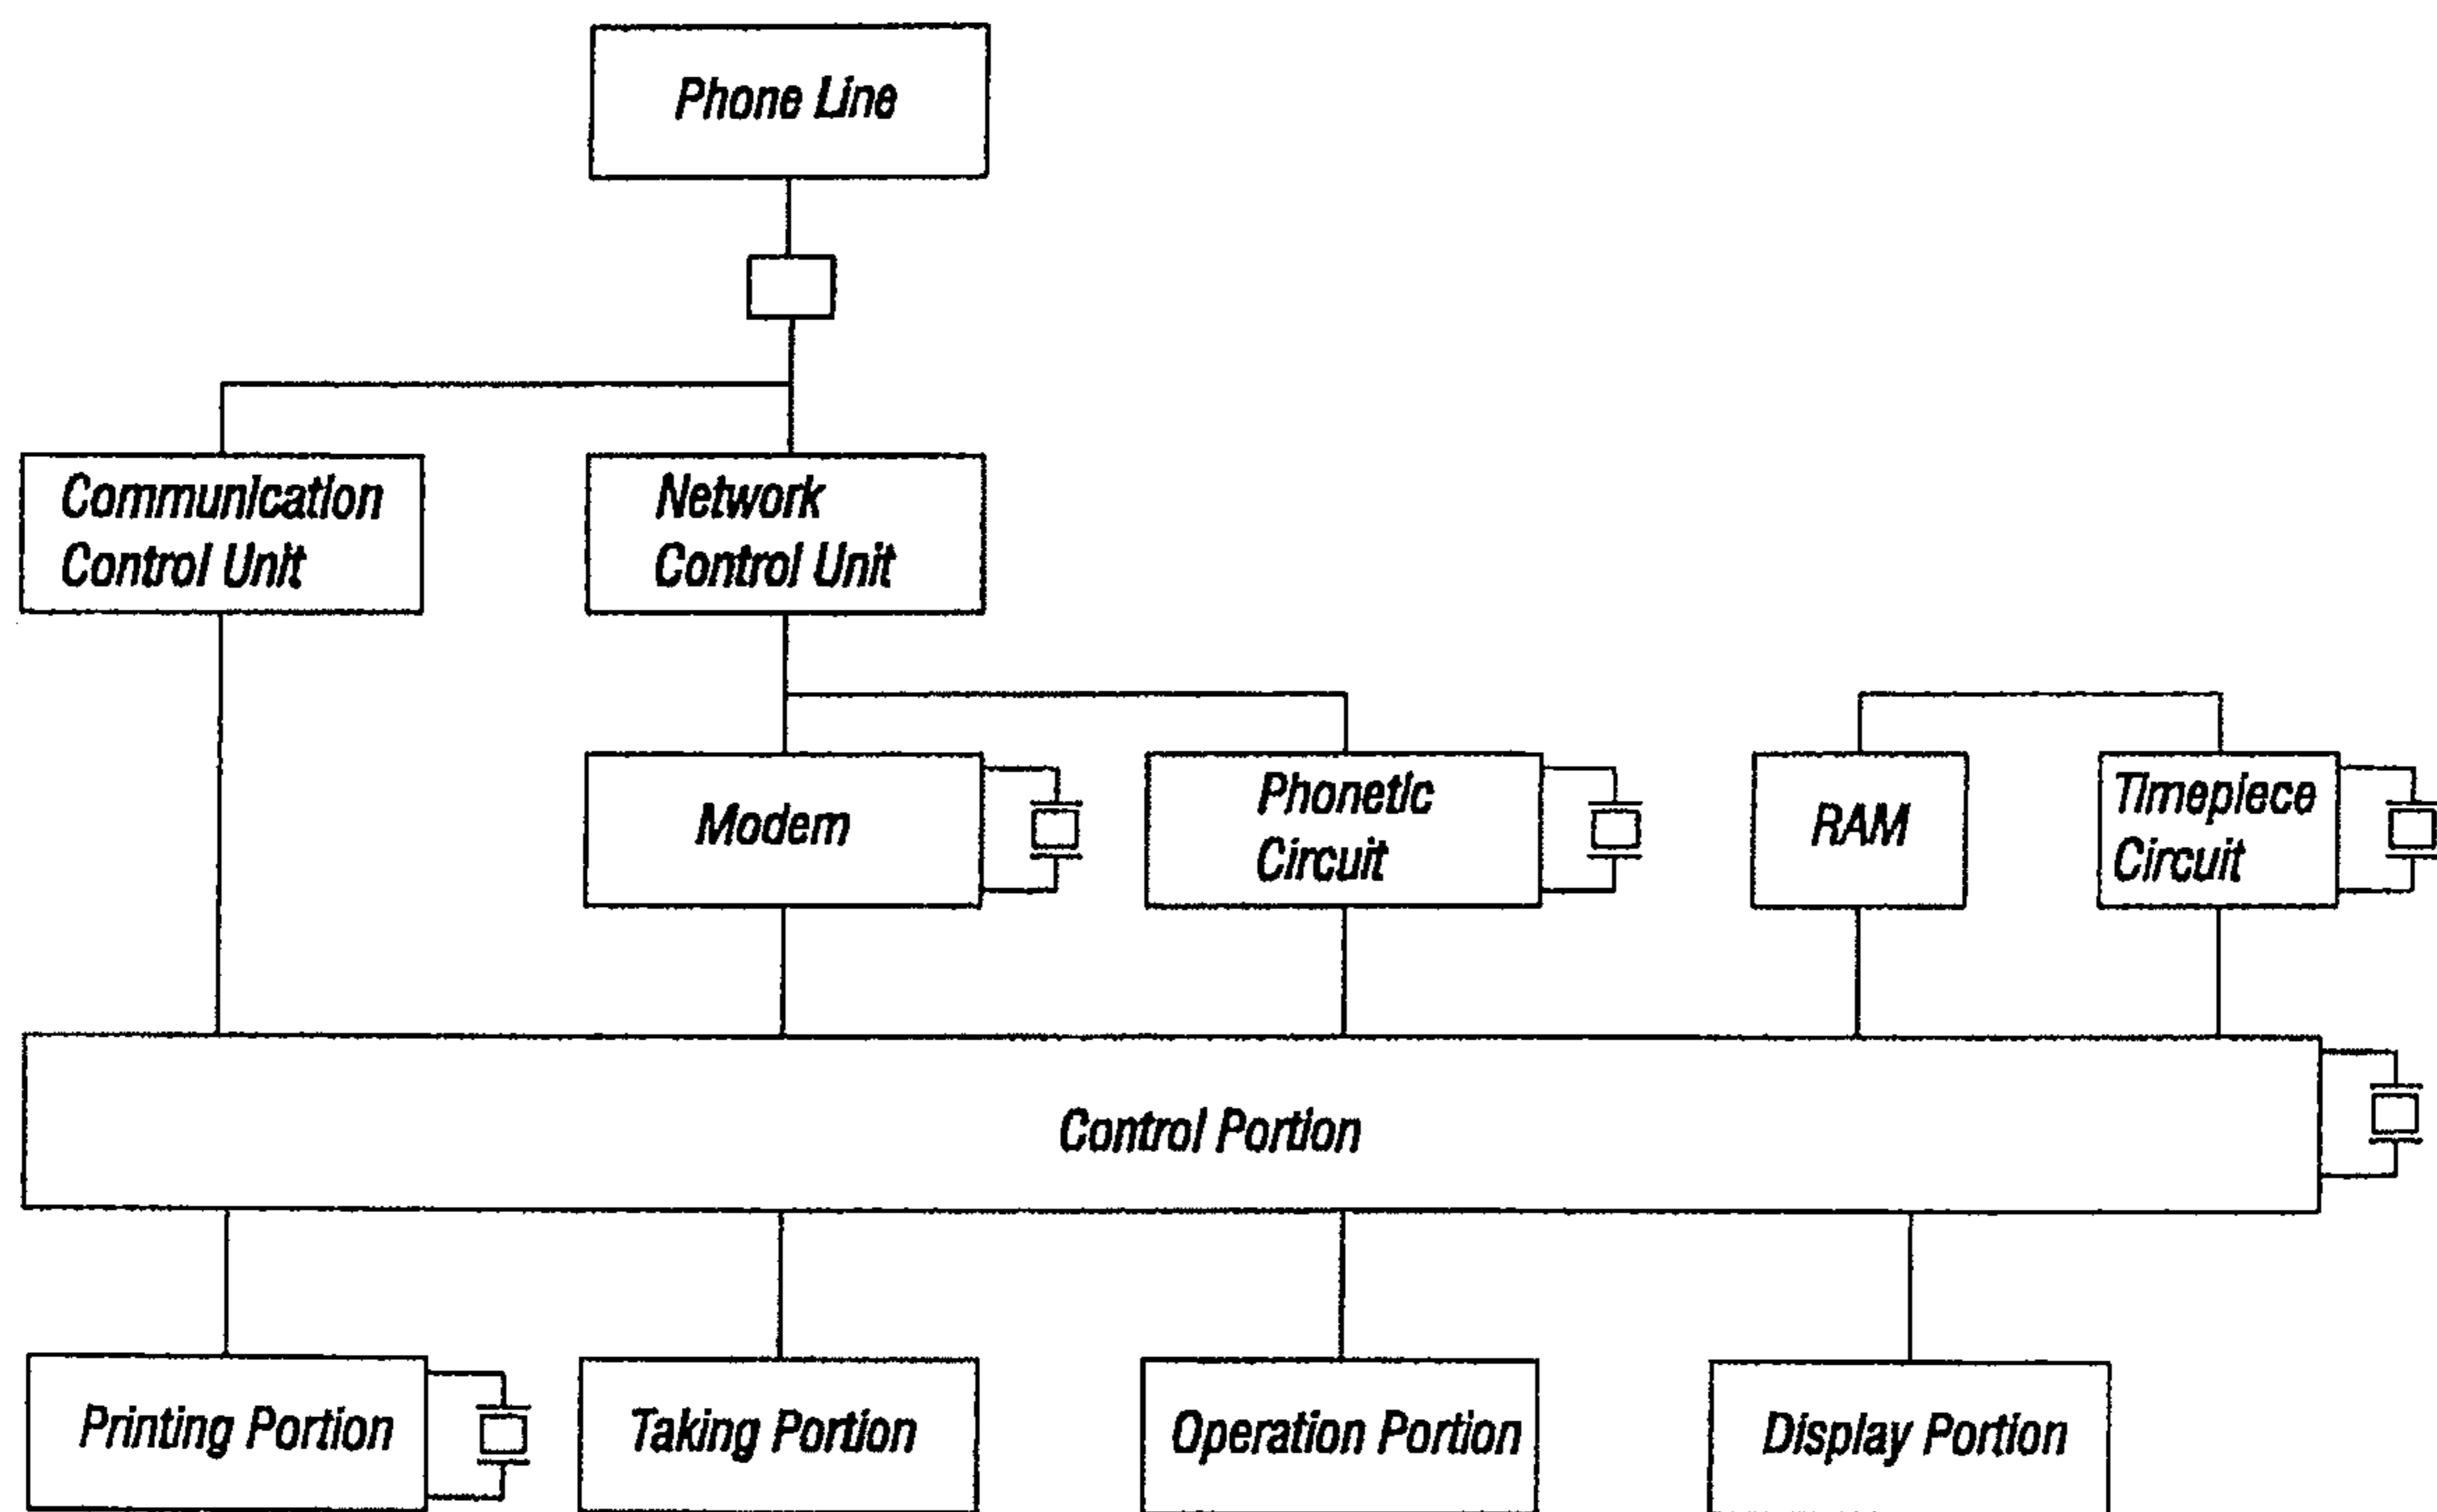 Phone Line
Communication
Control Unit
Network
Control Unit
Modem
Phonetic
Circuit
RAM
Timepiece
Circuit
Control Portion
Printing Portion
Taking Portion
Operation Portion
Display Portion